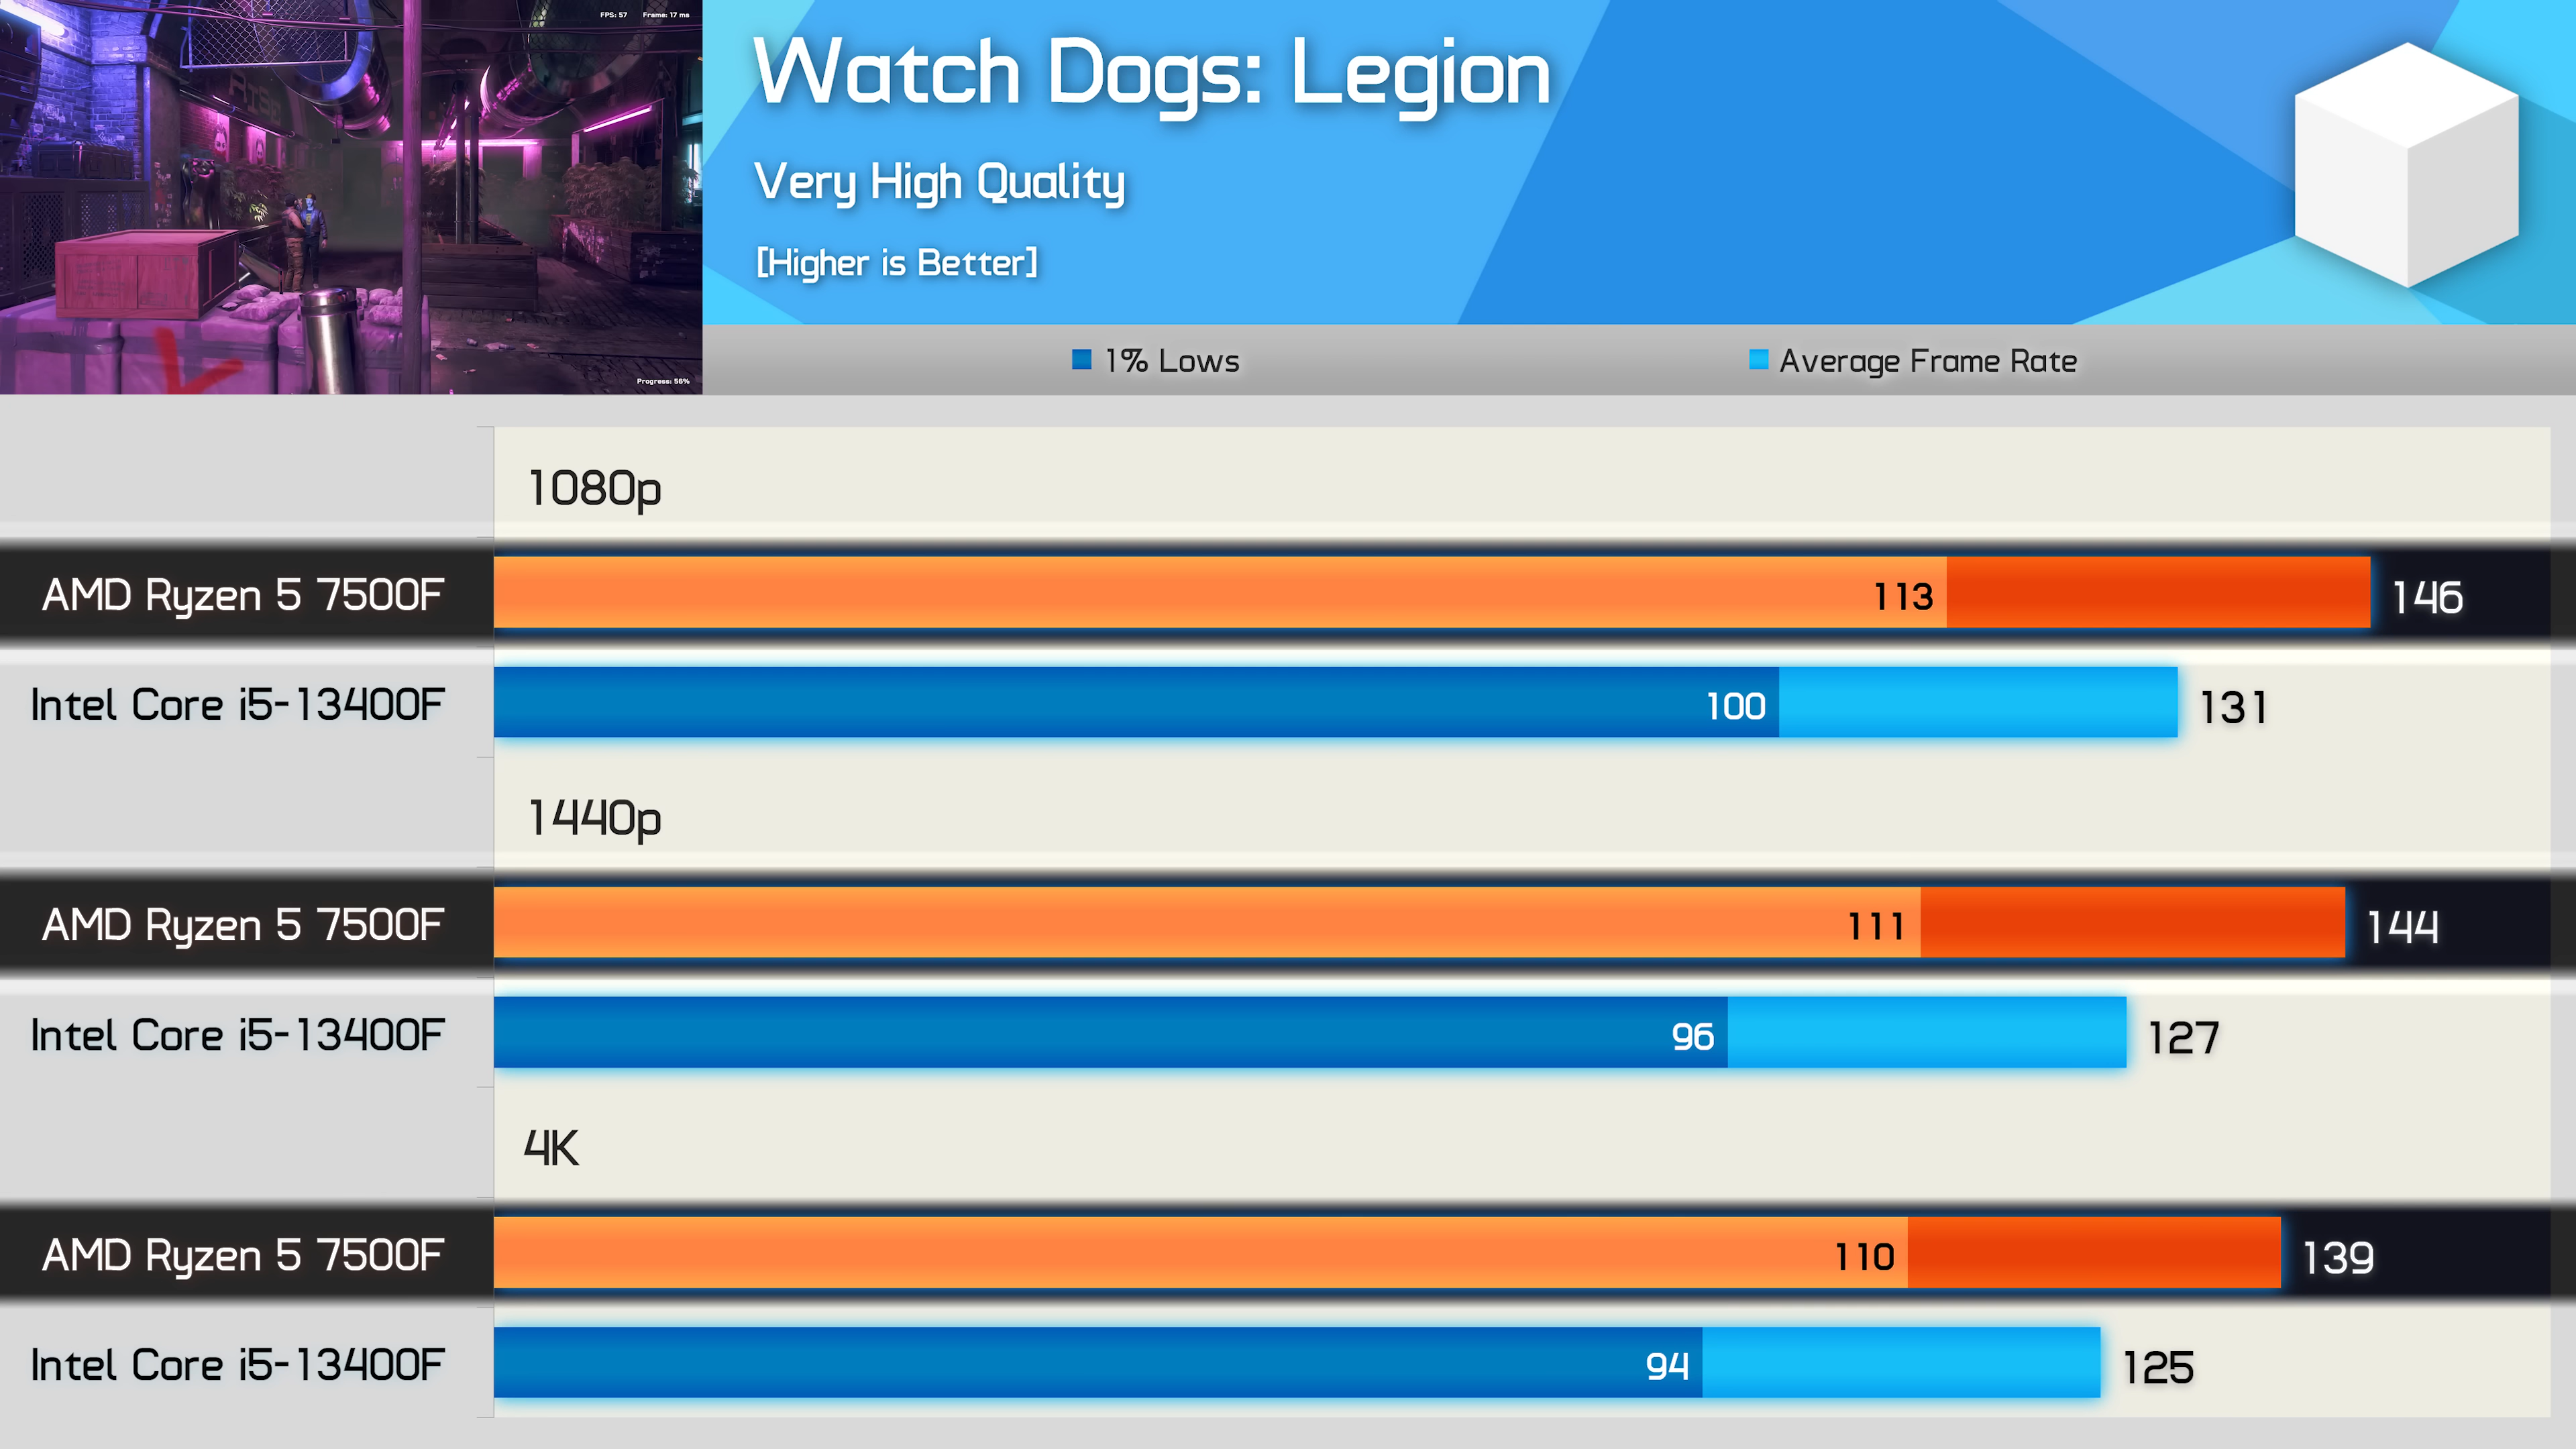 FPS: 57 Frame: 17 ms
Progress: 56%
Watch Dogs: Legion
Very High Quality
[Higher is Better]
1% Lows
Average Frame Rate
1080p
AMD Ryzen 5 7500F 113 146
Intel Core i5-13400F 100 131
1440p
AMD Ryzen 5 7500F 111 144
Intel Core i5-13400F 96 127
4K
AMD Ryzen 5 7500F 110 139
Intel Core i5-13400F 94 125